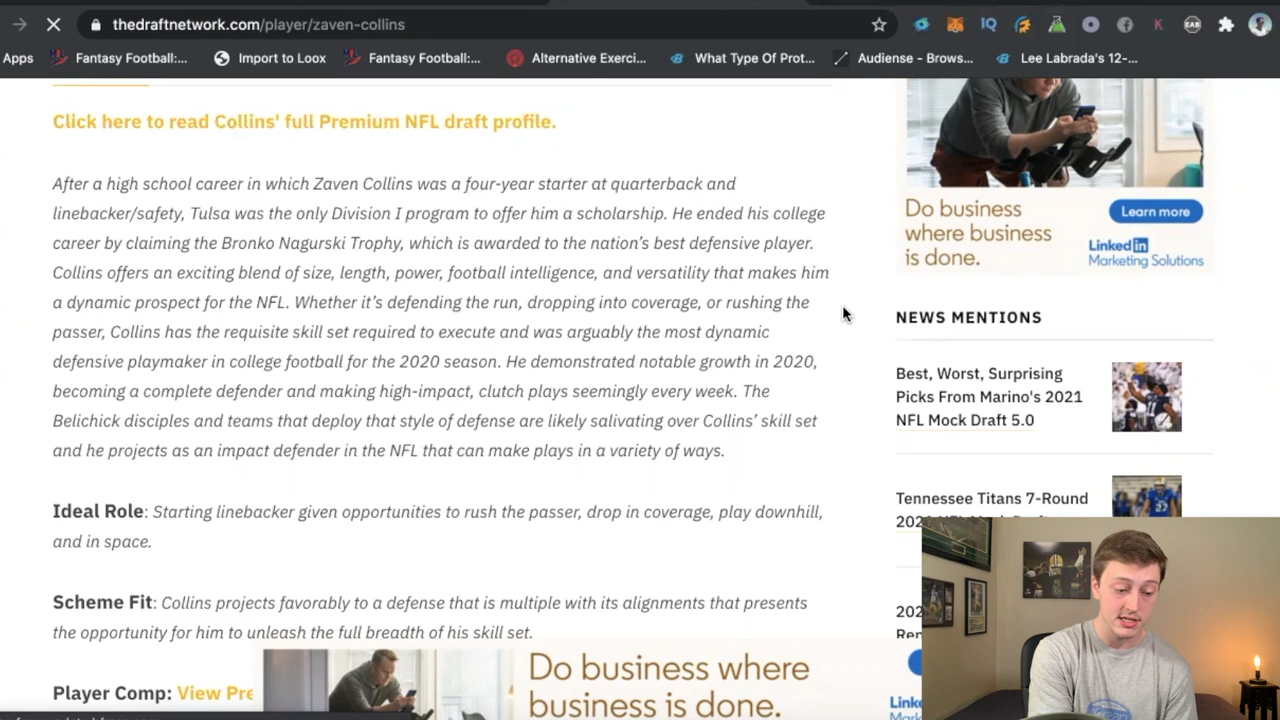 thedraftnetwork.com/player/zaven-collins
Apps Fantasy Football:... Import to Loox Fantasy Football:... Alternative Exerci... What Type Of Prot... Audiense - Brows... Lee Labrada's 12-...
Click here to read Collins' full Premium NFL draft profile.
After a high school career in which Zaven Collins was a four-year starter at quarterback and
linebacker/safety, Tulsa was the only Division I program to offer him a scholarship. He ended his college
career by claiming the Bronko Nagurski Trophy, which is awarded to the nation's best defensive player.
Collins offers an exciting blend of size, length, power, football intelligence, and versatility that makes him
a dynamic prospect for the NFL. Whether it's defending the run, dropping into coverage, or rushing the
passer, Collins has the requisite skill set required to execute and was arguably the most dynamic
defensive playmaker in college football for the 2020 season. He demonstrated notable growth in 2020,
becoming a complete defender and making high-impact, clutch plays seemingly every week. The
Belichick disciples and teams that deploy that style of defense are likely salivating over Collins' skill set
and he projects as an impact defender in the NFL that can make plays in a variety of ways.
Ideal Role: Starting linebacker given opportunities to rush the passer, drop in coverage, play downhill,
and in space.
Scheme Fit: Collins projects favorably to a defense that is multiple with its alignments that presents
the opportunity for him to unleash the full breadth of his skill set.
Player Comp: View Pre
Do business where
business is done.
Do business
where business
is done.
Learn more
Linked in
Marketing Solutions
NEWS MENTIONS
Best, Worst, Surprising
Picks From Marino's 2021
NFL Mock Draft 5.0
Tennessee Titans 7-Round